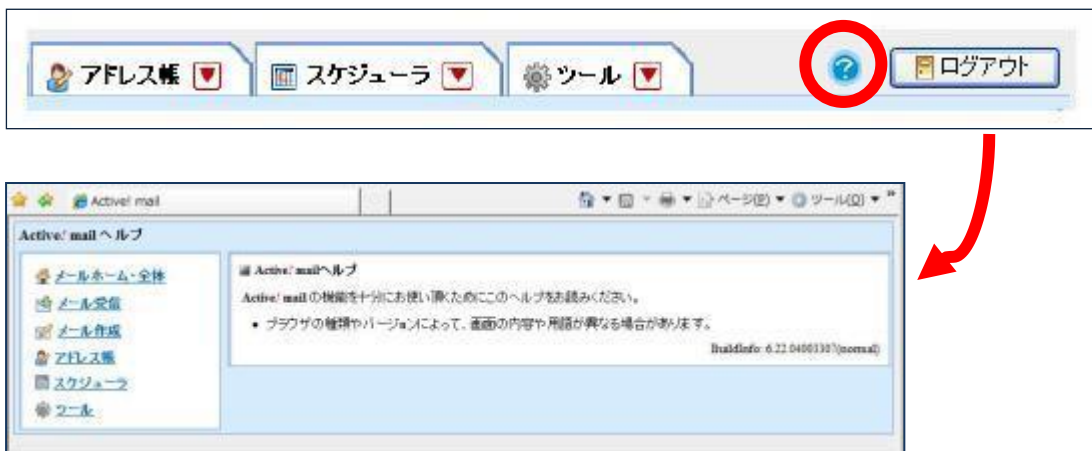 アドレス帳
スケジューラ
ツール
?
ログアウト
Active! mail
ページ(P)
ツール(O)
»
Active! mail ヘルプ
メールホーム・全体
メール受信
メール作成
アドレス帳
スケジューラ
ツール
Active! mailヘルプ
Active! mail の機能を十分にお使い頂くためにこのヘルプをお読みください。
• ブラウザの種類やバージョンによって、画面の内容や用語が異なる場合があります。
BuildInfo: (normal)